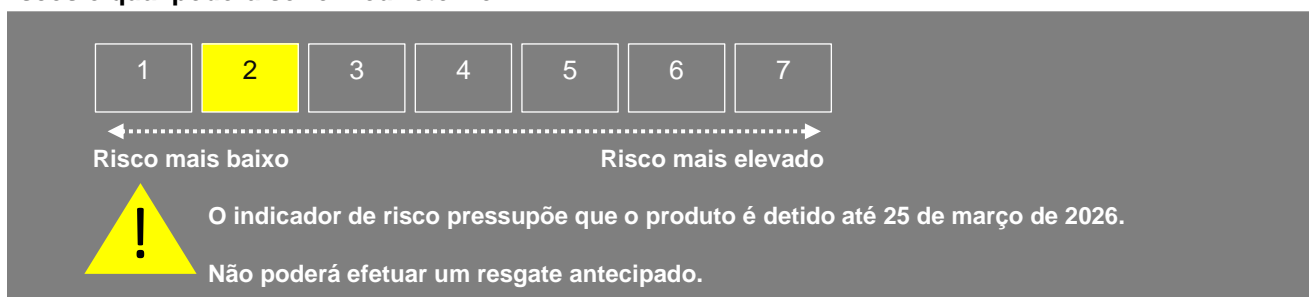 1 2 3 4 5 6 7
Risco mais baixo Risco mais elevado
!
O indicador de risco pressupõe que o produto é detido até 25 de março de 2026.
Não poderá efetuar um resgate antecipado.